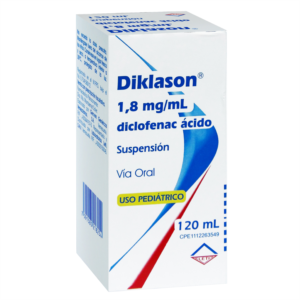 Diklason®
1,8 mg/mL
diclofenac ácido
Suspensión
Vía Oral
USO PEDIÁTRICO
120 mL